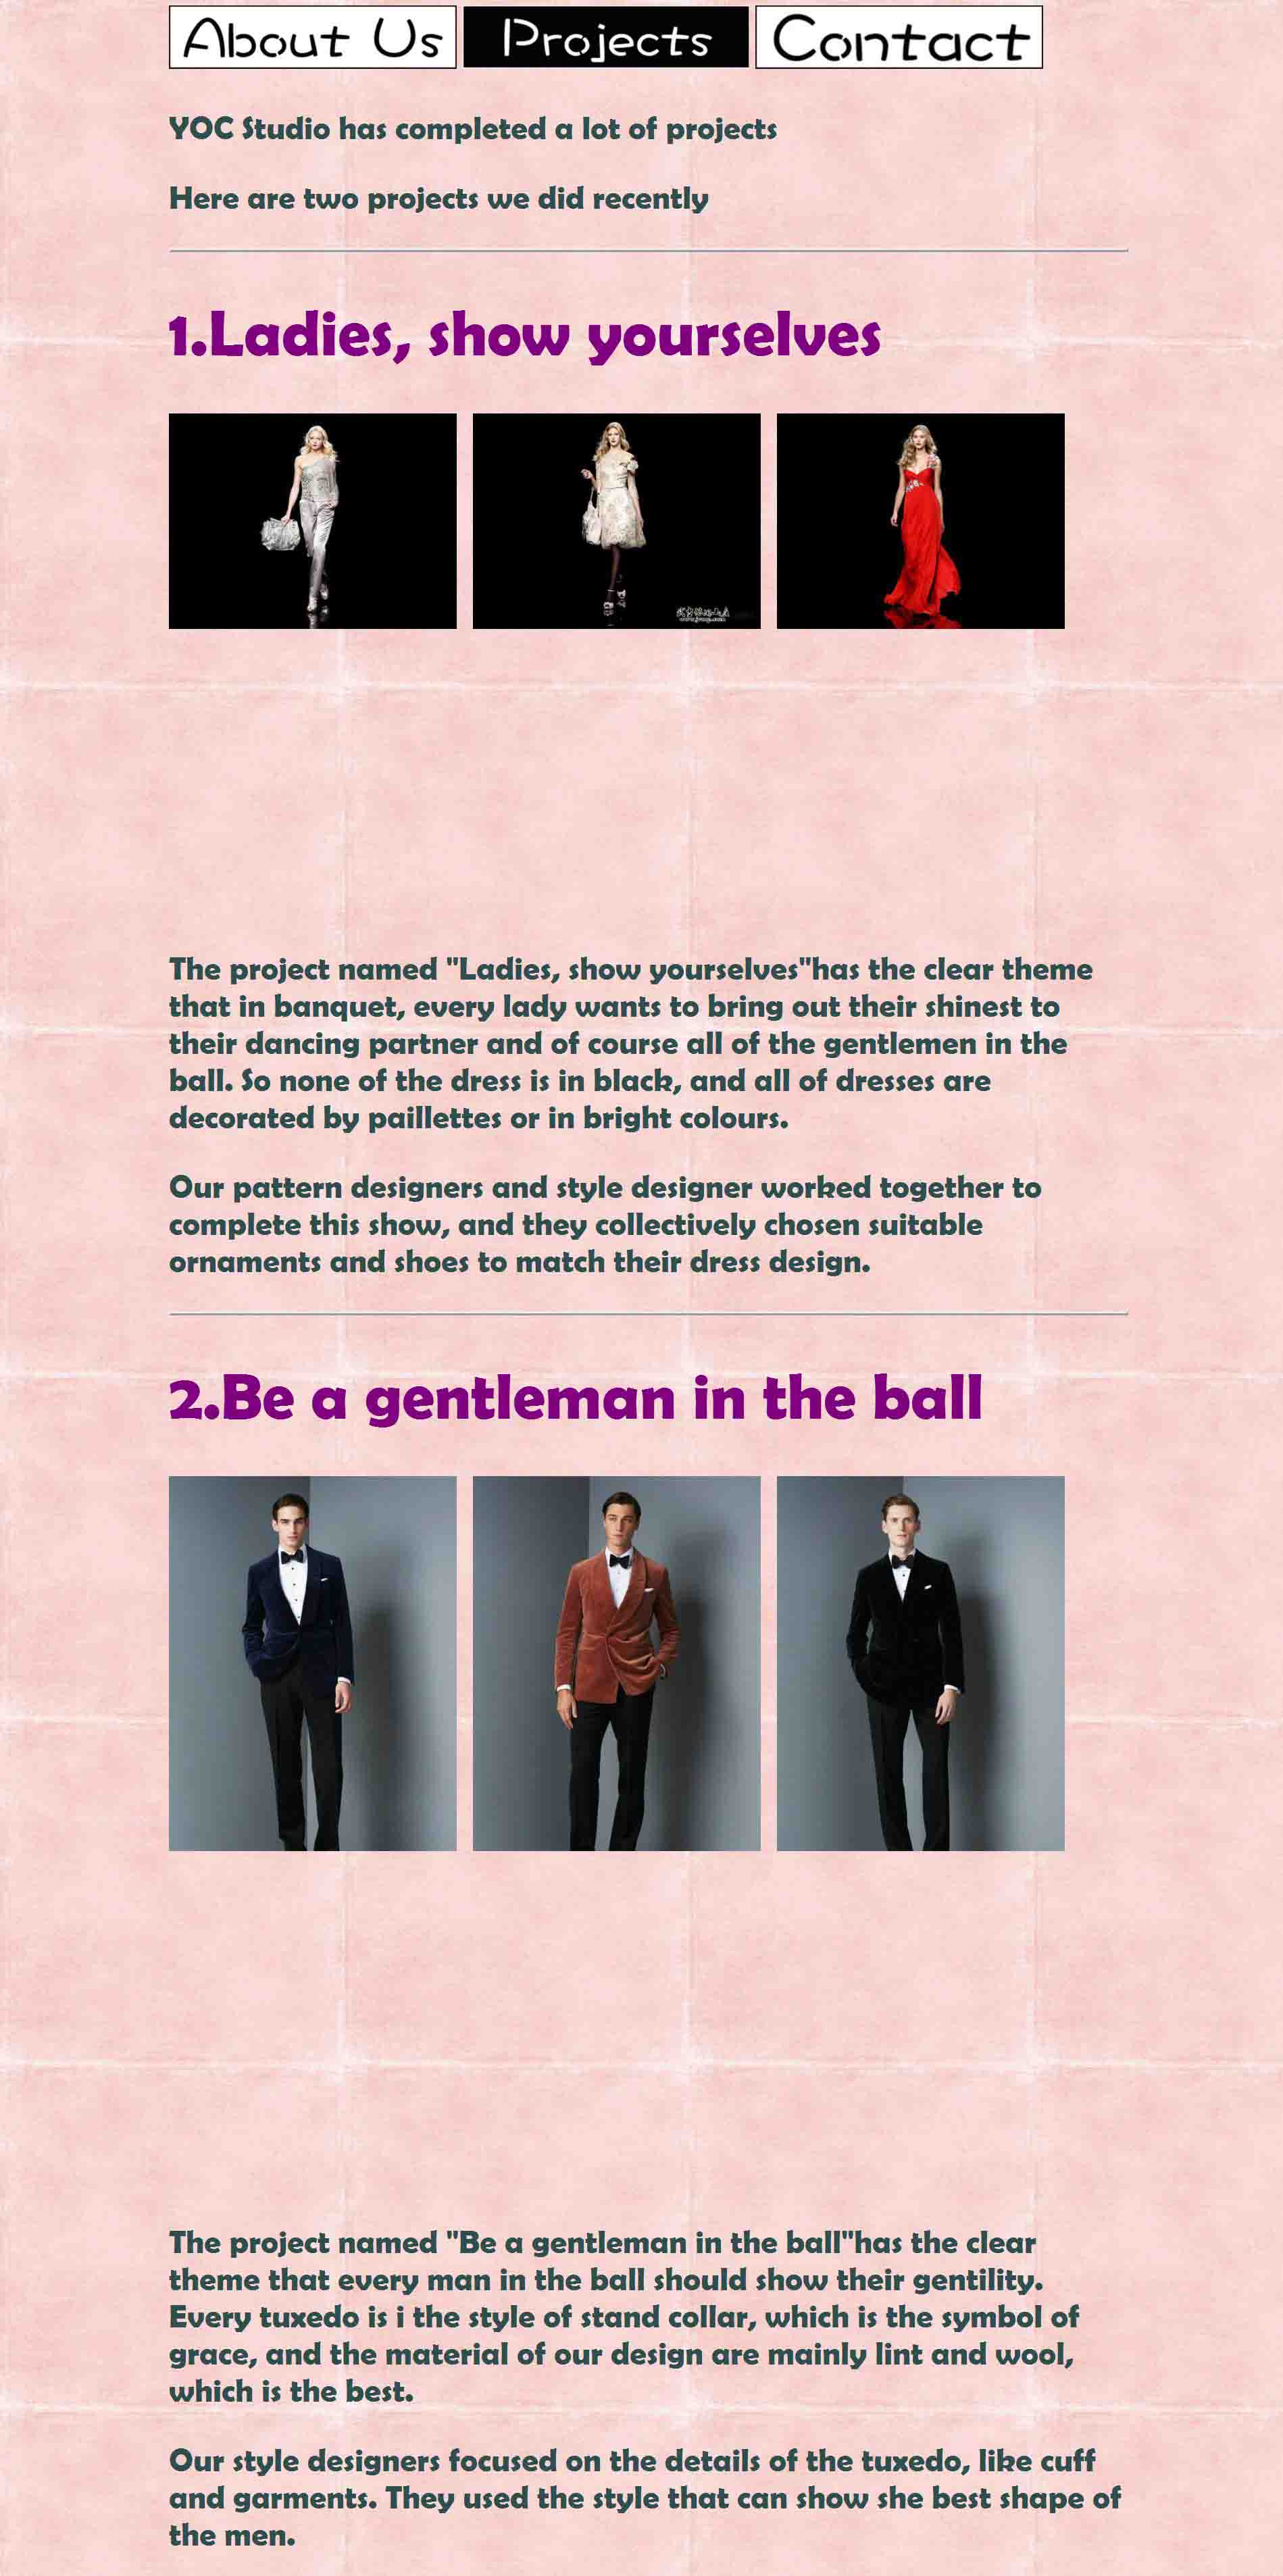 About Us Projects Contact
YOC Studio has completed a lot of projects
Here are two projects we did recently
1.Ladies, show yourselves
The project named "Ladies, show yourselves"has the clear theme
that in banquet, every lady wants to bring out their shinest to
their dancing partner and of course all of the gentlemen in the
ball. So none of the dress is in black, and all of dresses are
decorated by paillettes or in bright colours.
Our pattern designers and style designer worked together to
complete this show, and they collectively chosen suitable
ornaments and shoes to match their dress design.
2.Be a gentleman in the ball
The project named "Be a gentleman in the ball"has the clear
theme that every man in the ball should show their gentility.
Every tuxedo is i the style of stand collar, which is the symbol of
grace, and the material of our design are mainly lint and wool,
which is the best.
Our style designers focused on the details of the tuxedo, like cuff
and garments. They used the style that can show she best shape of
the men.